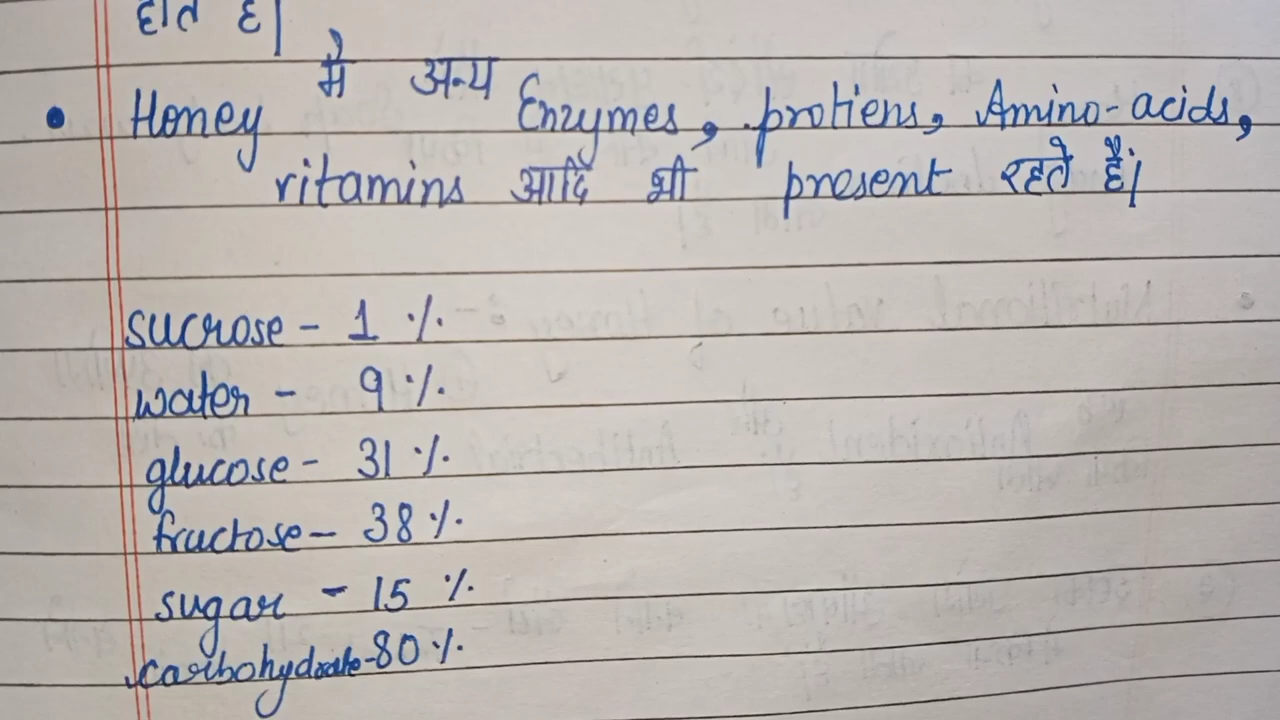 होते है।
• Honey में अन्य Enzymes, protiens, Amino-acids,
vitamins आदि भी present रहते हैं।
sucrose - 1 %
water - 9 %
glucose - 31 %
fructose - 38 %
sugar - 15 %
carbohydrate - 80 %